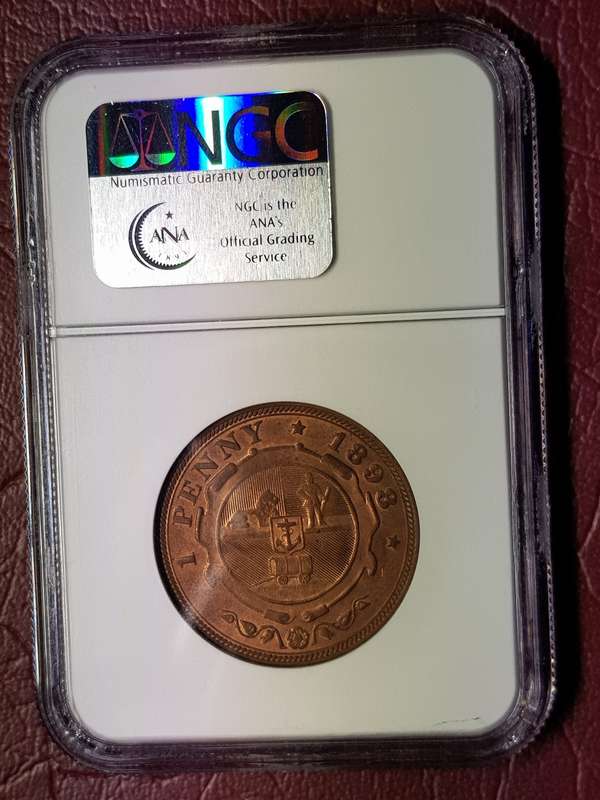 NGC
Numismatic Guaranty Corporation
NGC is the
ANA's
Official Grading
Service
ANA
1 PENNY ★ 1898 ★